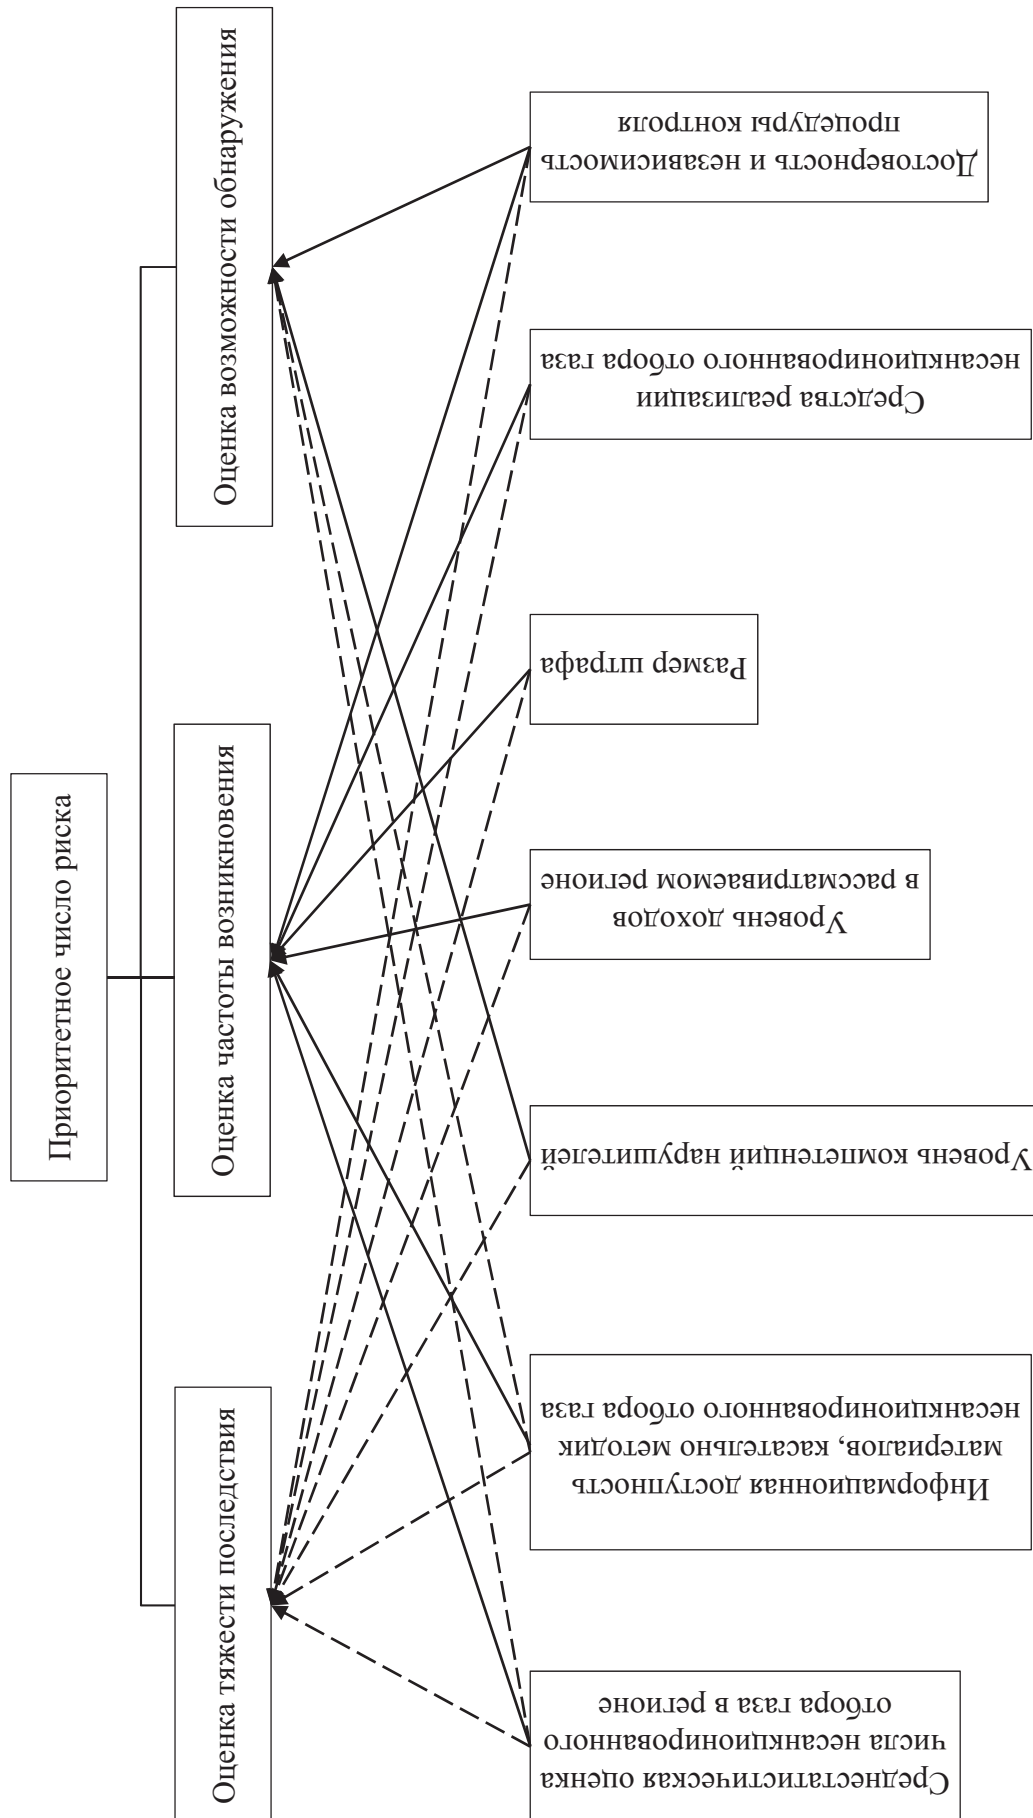 Приоритетное число риска
Оценка тяжести последствия
Оценка частоты возникновения
Оценка возможности обнаружения
Среднестатистическая оценка
числа несанкционированного
отбора газа в регионе
Информационная доступность
материалов, касательно методик
несанкционированного отбора газа
Уровень компетенций нарушителей
Уровень доходов
в рассматриваемом регионе
Размер штрафа
Средства реализации
несанкционированного отбора газа
Достоверность и независимость
процедуры контроля